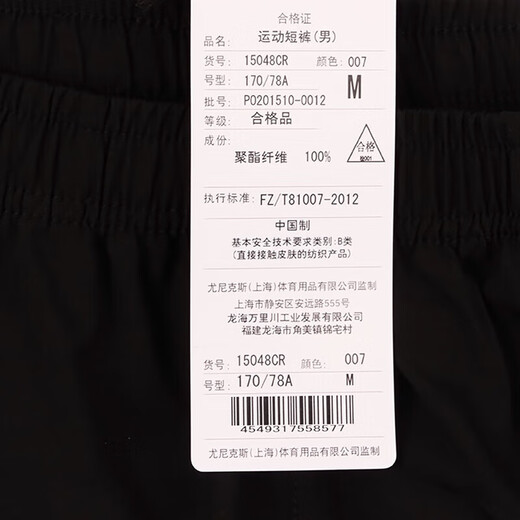 合格证
品名: 运动短裤(男)
货号: 15048CR 颜色: 007
号型: 170/78A M
批号: P0201510-0012
等级: 合格品
成份:
聚酯纤维 100%
合格
执行标准: FZ/T81007-2012
中国制
基本安全技术要求类别:B类
(直接接触皮肤的纺织产品)
尤尼克斯(上海)体育用品有限公司监制
上海市静安区安远路555号
龙海万里川工业发展有限公司
福建龙海市角美镇锦宅村
货号: 15048CR 颜色: 007
号型: 170/78A M
4549317558577
尤尼克斯(上海)体育用品有限公司监制